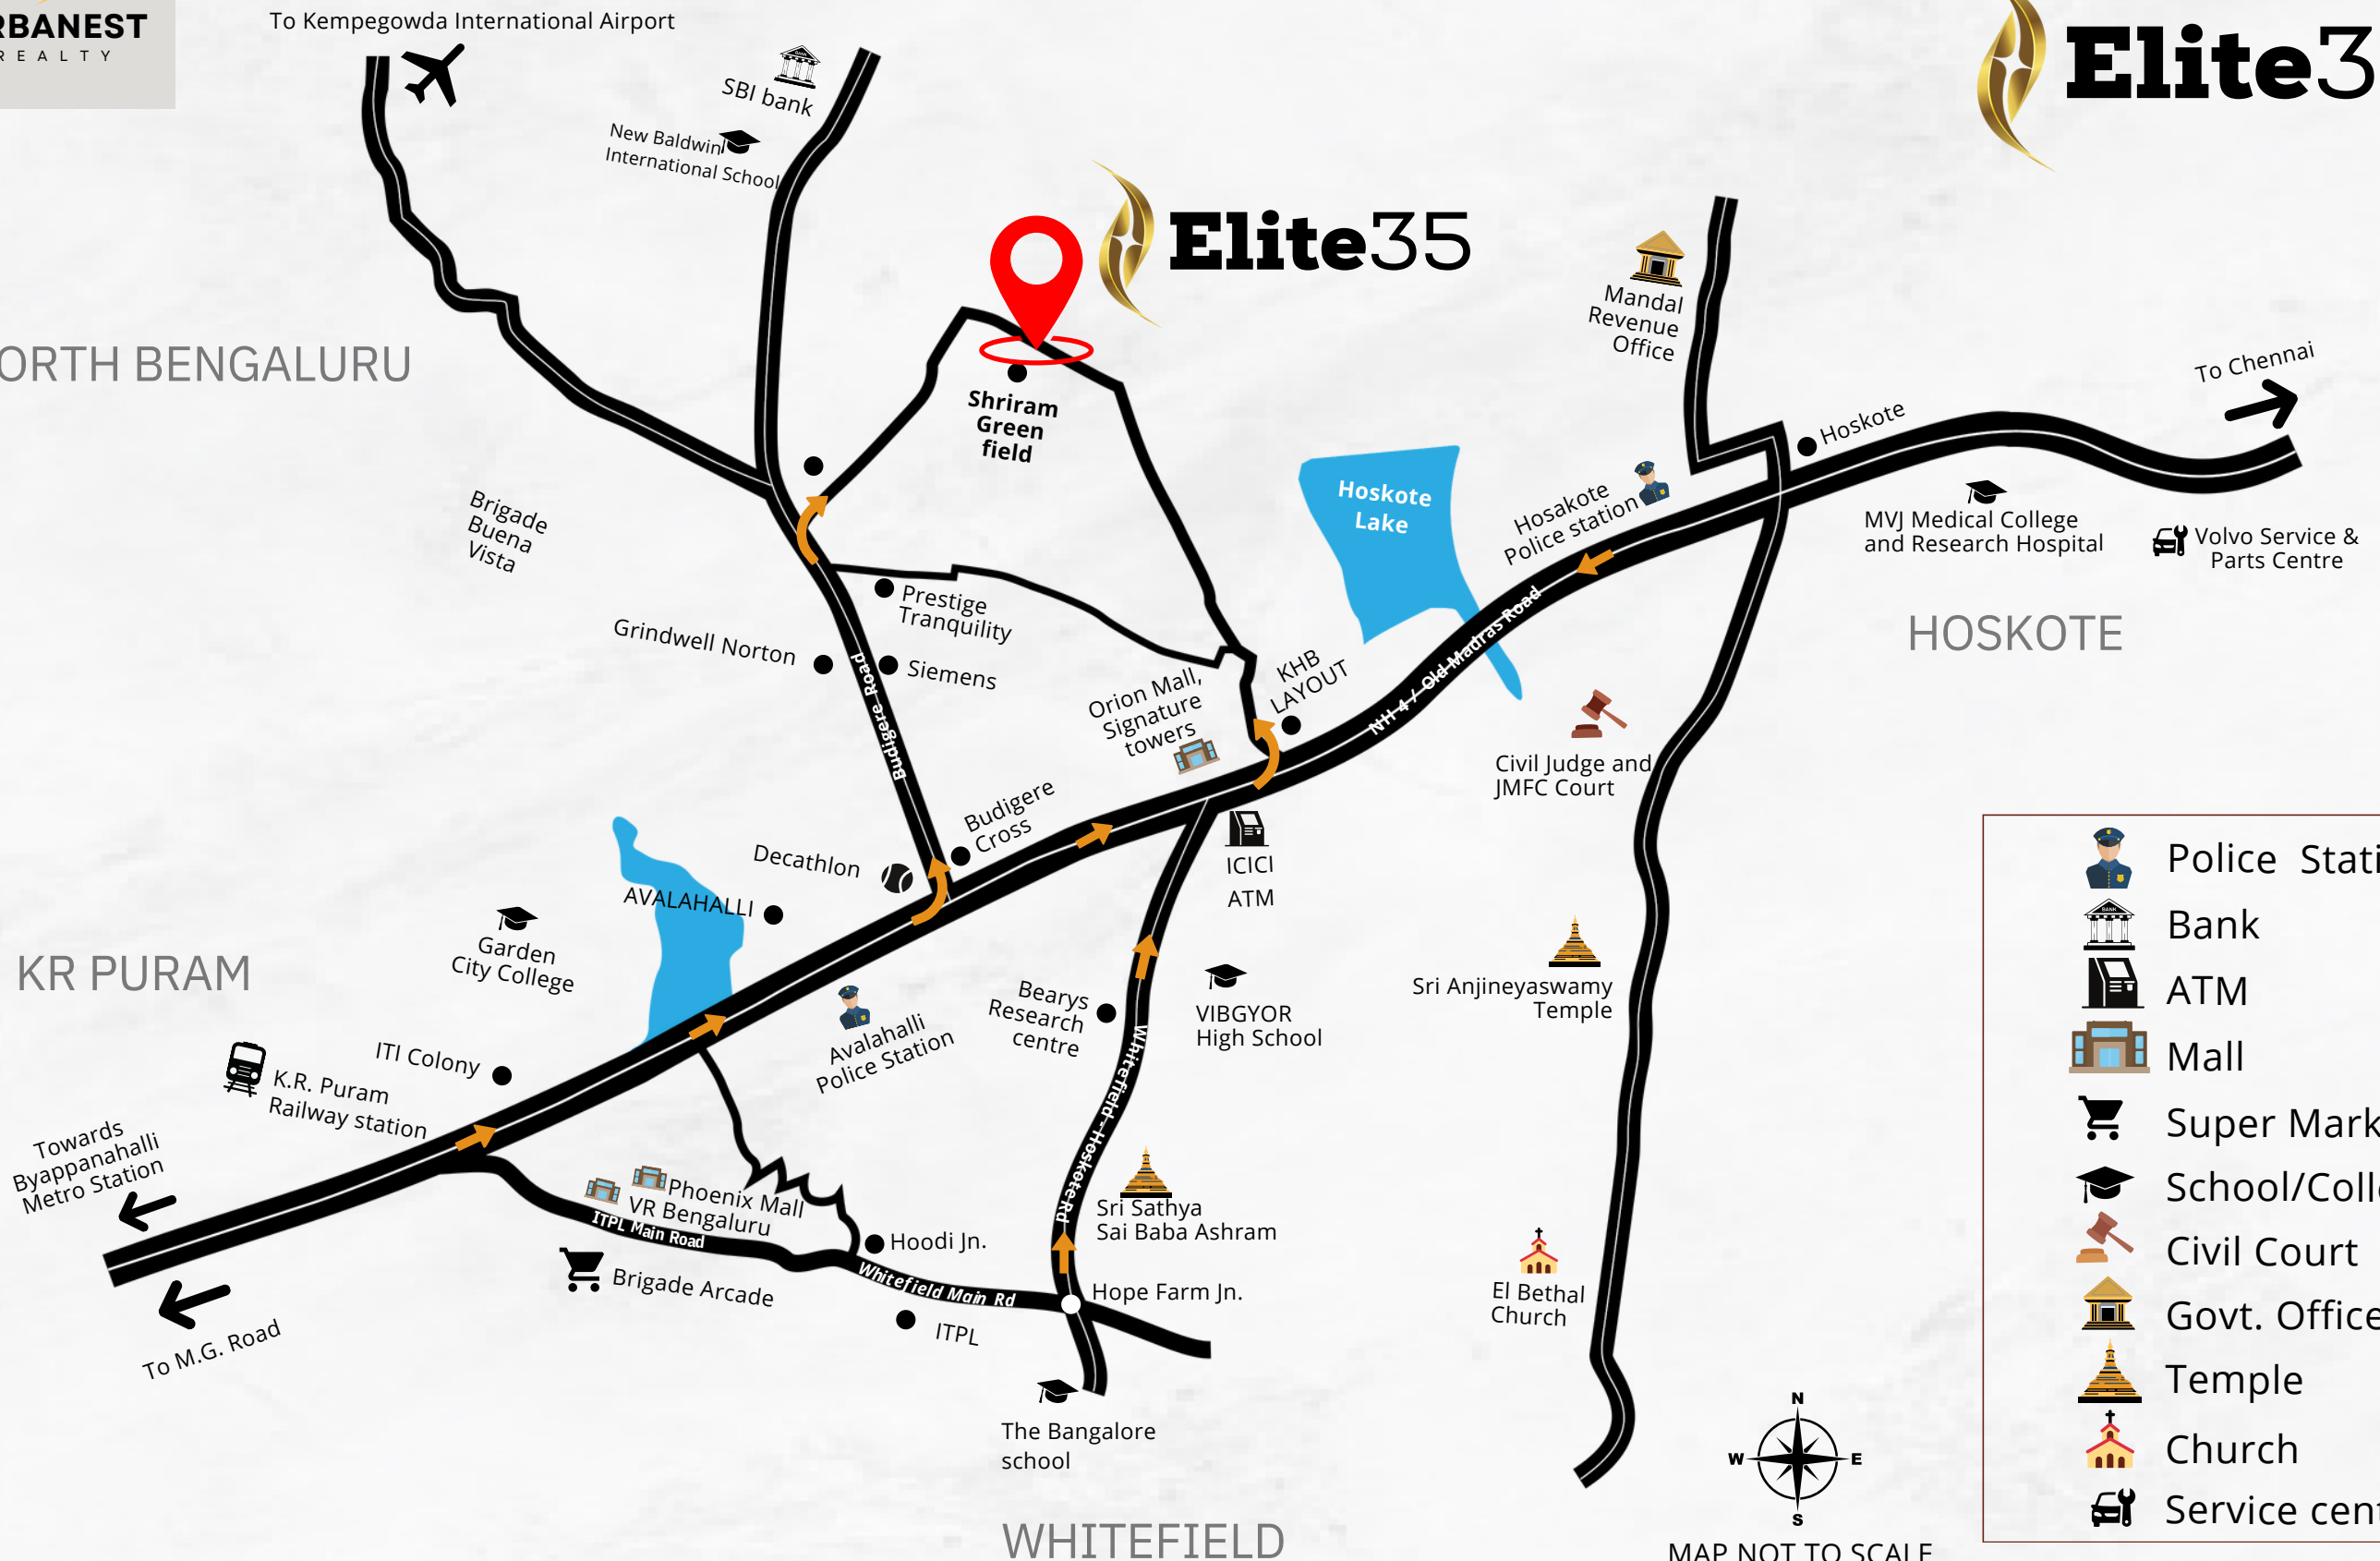 RBANEST
REALTY
To Kempegowda International Airport
SBI bank
New Baldwin
International School
Elite35
Elite3
Mandal
Revenue
Office
To Chennai
ORTH BENGALURU
Shriram
Green
field
Hoskote
Hoskote
Lake
Hosakote
Police station
MVJ Medical College
and Research Hospital
Volvo Service &
Parts Centre
Brigade
Buena
Vista
Prestige
Tranquility
Grindwell Norton
Siemens
Budigere Road
HOSKOTE
KHB
LAYOUT
Orion Mall,
Signature
towers
NH 4 / Old Madras Road
Civil Judge and
JMFC Court
Budigere
Cross
Decathlon
AVALAHALLI
ICICI
ATM
Garden
City College
KR PURAM
Bearys
Research
centre
VIBGYOR
High School
Sri Anjineyaswamy
Temple
Avalahalli
Police Station
ITI Colony
K.R. Puram
Railway station
Towards
Byappanahalli
Metro Station
Whitefield - Hoskote Rd
Phoenix Mall
VR Bengaluru
ITPL Main Road
Sri Sathya
Sai Baba Ashram
Hoodi Jn.
Brigade Arcade
Whitefield Main Rd
Hope Farm Jn.
ITPL
El Bethal
Church
To M.G. Road
The Bangalore
school
WHITEFIELD
N
W
E
S
MAP NOT TO SCALE
Police Stati
BANK
Bank
ATM
Mall
Super Mark
School/Colle
Civil Court
Govt. Office
Temple
Church
Service cent